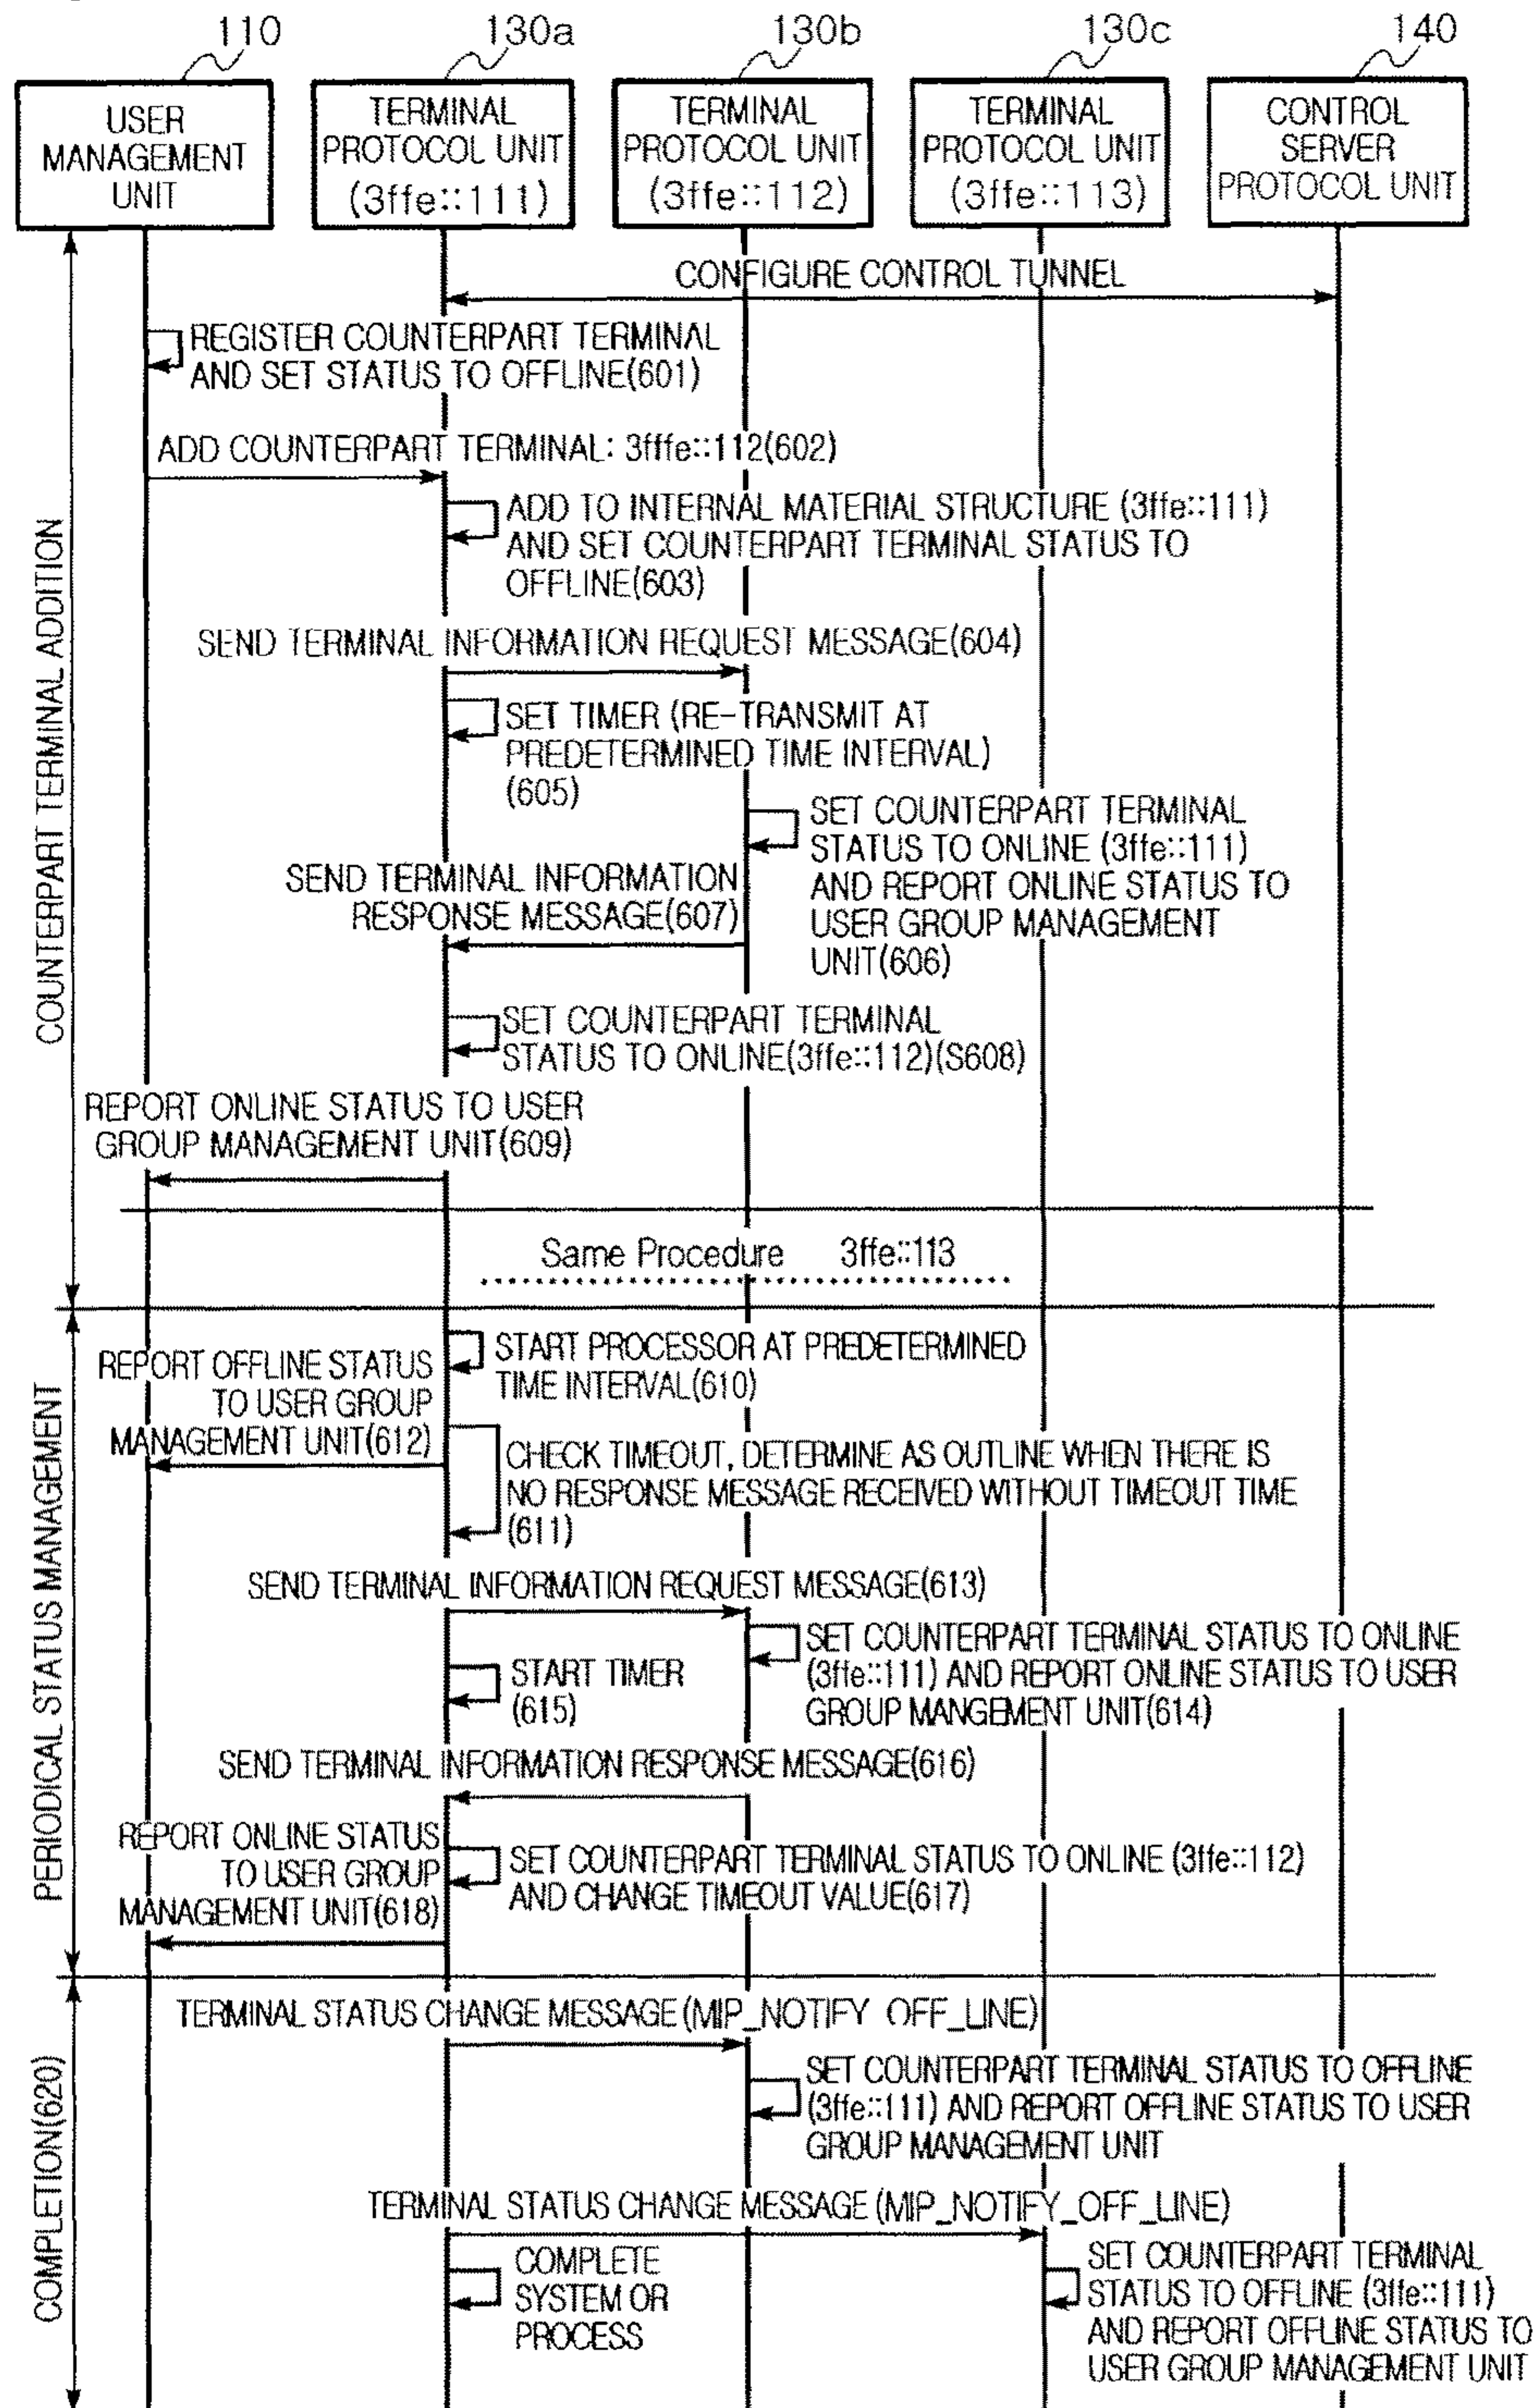 110
130a
130b
130c
140
USER
MANAGEMENT
UNIT
TERMINAL
PROTOCOL UNIT
(3ffe::111)
TERMINAL
PROTOCOL UNIT
(3ffe::112)
TERMINAL
PROTOCOL UNIT
(3ffe::113)
CONTROL
SERVER
PROTOCOL UNIT
COUNTERPART TERMINAL ADDITION
CONFIGURE CONTROL TUNNEL
REGISTER COUNTERPART TERMINAL
AND SET STATUS TO OFFLINE(601)
ADD COUNTERPART TERMINAL: 3fffe::112(602)
ADD TO INTERNAL MATERIAL STRUCTURE (3ffe::111)
AND SET COUNTERPART TERMINAL STATUS TO
OFFLINE(603)
SEND TERMINAL INFORMATION REQUEST MESSAGE(604)
SET TIMER (RE-TRANSMIT AT
PREDETERMINED TIME INTERVAL)
(605)
SET COUNTERPART TERMINAL
STATUS TO ONLINE (3ffe::111)
AND REPORT ONLINE STATUS TO
USER GROUP MANAGEMENT
UNIT(606)
SEND TERMINAL INFORMATION
RESPONSE MESSAGE(607)
SET COUNTERPART TERMINAL
STATUS TO ONLINE(3ffe::112)(S608)
REPORT ONLINE STATUS TO USER
GROUP MANAGEMENT UNIT(609)
Same Procedure 3ffe::113
PERIODICAL STATUS MANAGEMENT
START PROCESSOR AT PREDETERMINED
TIME INTERVAL(610)
REPORT OFFLINE STATUS
TO USER GROUP
MANAGEMENT UNIT(612)
CHECK TIMEOUT, DETERMINE AS OUTLINE WHEN THERE IS
NO RESPONSE MESSAGE RECEIVED WITHOUT TIMEOUT TIME
(611)
SEND TERMINAL INFORMATION REQUEST MESSAGE(613)
SET COUNTERPART TERMINAL STATUS TO ONLINE
(3ffe::111) AND REPORT ONLINE STATUS TO USER
GROUP MANGEMENT UNIT(614)
START TIMER
(615)
SEND TERMINAL INFORMATION RESPONSE MESSAGE(616)
REPORT ONLINE STATUS
TO USER GROUP
MANAGEMENT UNIT(618)
SET COUNTERPART TERMINAL STATUS TO ONLINE (3ffe::112)
AND CHANGE TIMEOUT VALUE(617)
COMPLETION(620)
TERMINAL STATUS CHANGE MESSAGE (MIP_NOTIFY OFF_LINE)
SET COUNTERPART TERMINAL STATUS TO OFFLINE
(3ffe::111) AND REPORT OFFLINE STATUS TO USER
GROUP MANAGEMENT UNIT
TERMINAL STATUS CHANGE MESSAGE (MIP_NOTIFY_OFF_LINE)
COMPLETE
SYSTEM OR
PROCESS
SET COUNTERPART TERMINAL
STATUS TO OFFLINE (3ffe::111)
AND REPORT OFFLINE STATUS TO
USER GROUP MANAGEMENT UNIT